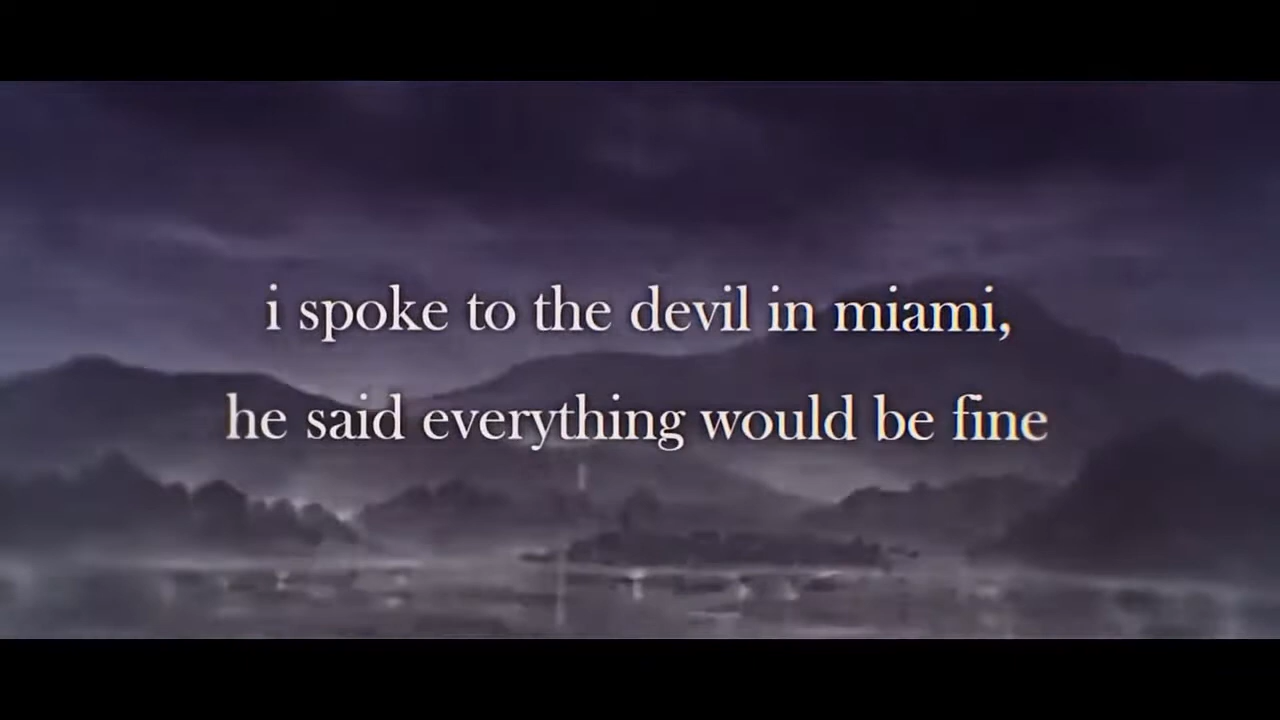 i spoke to the devil in miami,
he said everything would be fine